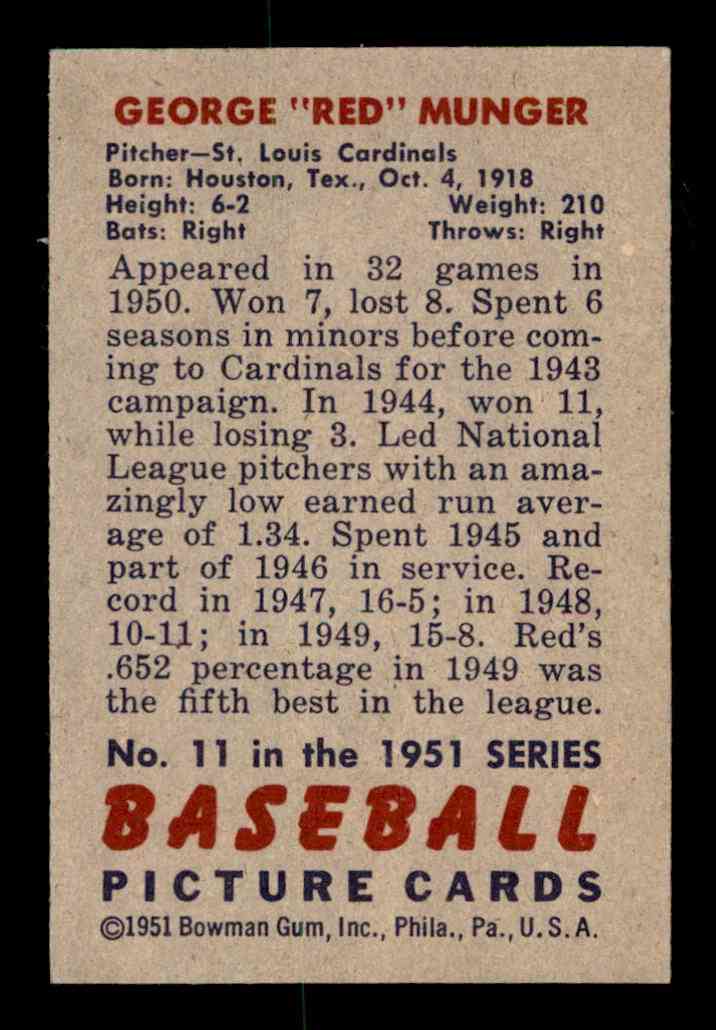 GEORGE "RED" MUNGER
Pitcher—St. Louis Cardinals
Born: Houston, Tex., Oct. 4, 1918
Height: 6-2 Weight: 210
Bats: Right Throws: Right
Appeared in 32 games in
1950. Won 7, lost 8. Spent 6
seasons in minors before com-
ing to Cardinals for the 1943
campaign. In 1944, won 11,
while losing 3. Led National
League pitchers with an ama-
zingly low earned run aver-
age of 1.34. Spent 1945 and
part of 1946 in service. Re-
cord in 1947, 16-5; in 1948,
10-11; in 1949, 15-8. Red's
.652 percentage in 1949 was
the fifth best in the league.
No. 11 in the 1951 SERIES
BASEBALL
PICTURE CARDS
©1951 Bowman Gum, Inc., Phila., Pa., U.S.A.